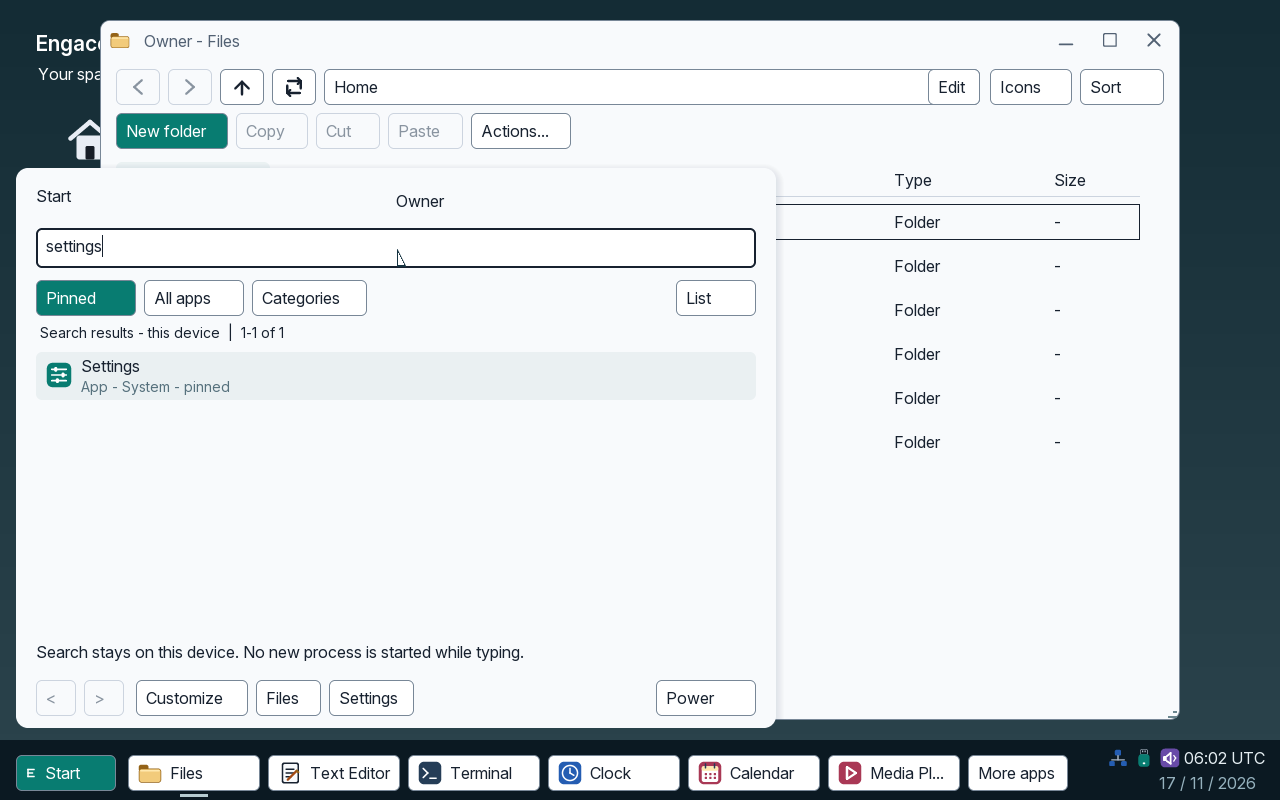 Engace
Your spa
Owner - Files
Home
Edit
Icons
Sort
New folder
Copy
Cut
Paste
Actions...
Type
Size
Folder
-
Folder
-
Folder
-
Folder
-
Folder
-
Folder
-
Start
Owner
settings
Pinned
All apps
Categories
List
Search results - this device | 1-1 of 1
Settings
App - System - pinned
Search stays on this device. No new process is started while typing.
<
>
Customize
Files
Settings
Power
E Start
Files
Text Editor
Terminal
Clock
Calendar
Media Pl...
More apps
06:02 UTC
17 / 11 / 2026